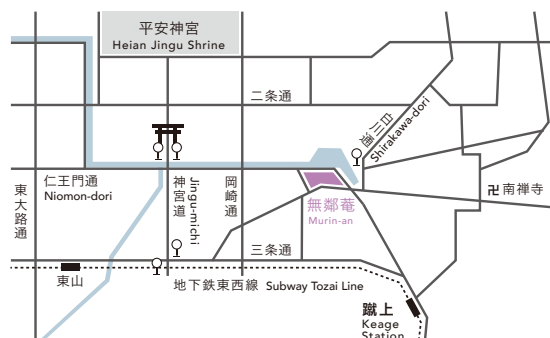 平安神宮
Heian Jingu Shrine
二条通
白川通
Shirakawa-dori
仁王門通
Niomon-dori
東大路通
神宮道
Jingu-michi
岡崎通
無鄰菴
Murin-an
卍南禅寺
三条通
東山
地下鉄東西線 Subway Tozai Line
蹴上
Keage
Station